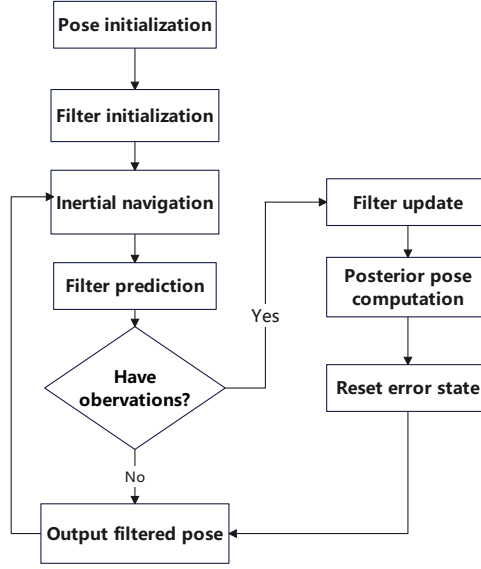 Pose initialization
Filter initialization
Inertial navigation
Filter prediction
Have
obervations?
No
Output filtered pose
Yes
Filter update
Posterior pose
computation
Reset error state